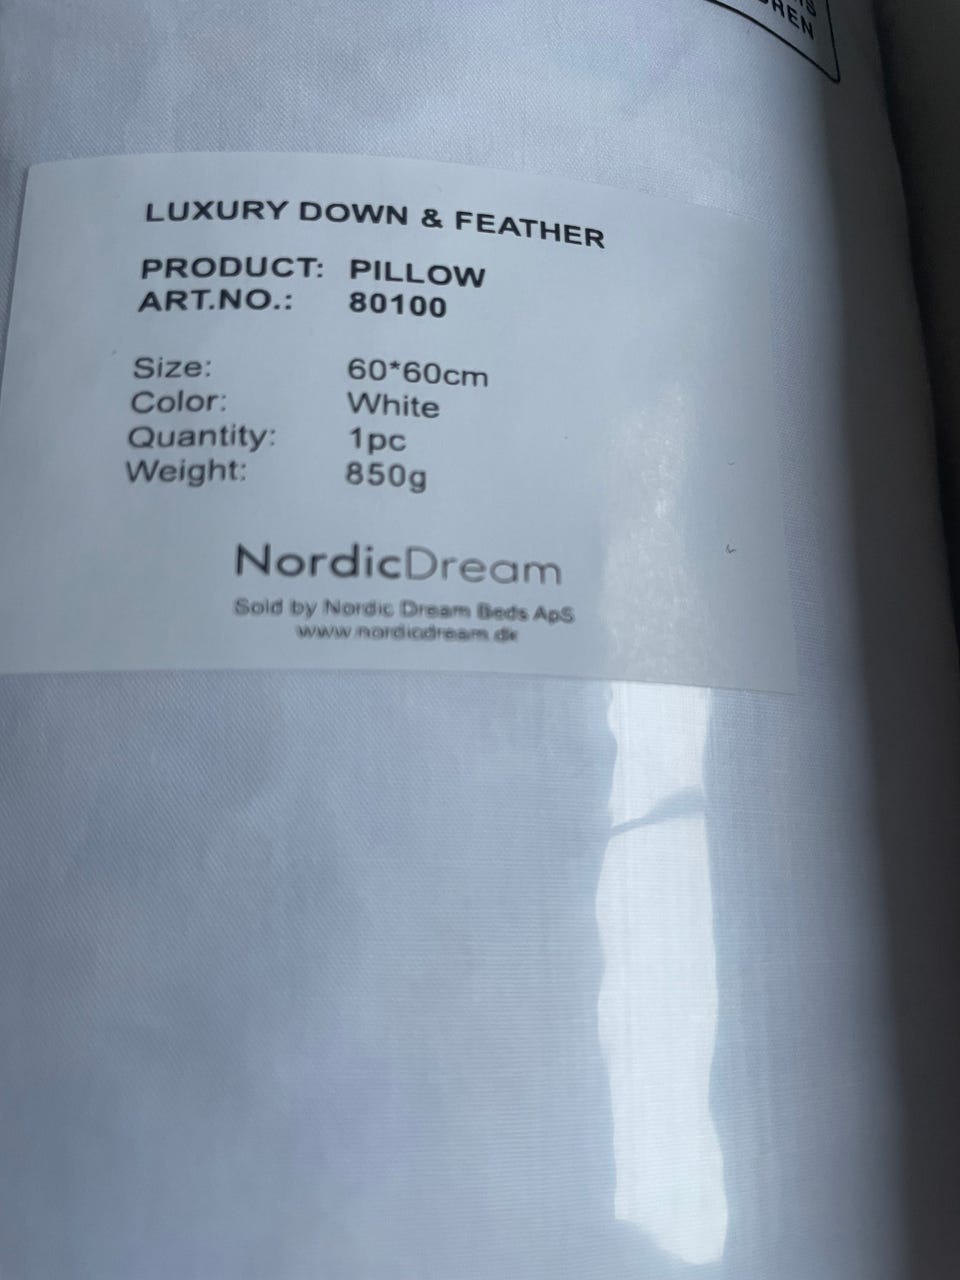 LUXURY DOWN & FEATHER
PRODUCT: PILLOW
ART.NO.: 80100
Size: 60*60cm
Color: White
Quantity: 1pc
Weight: 850g
NordicDream
Sold by Nordic Dream Beds ApS
www.nordicdream.dk